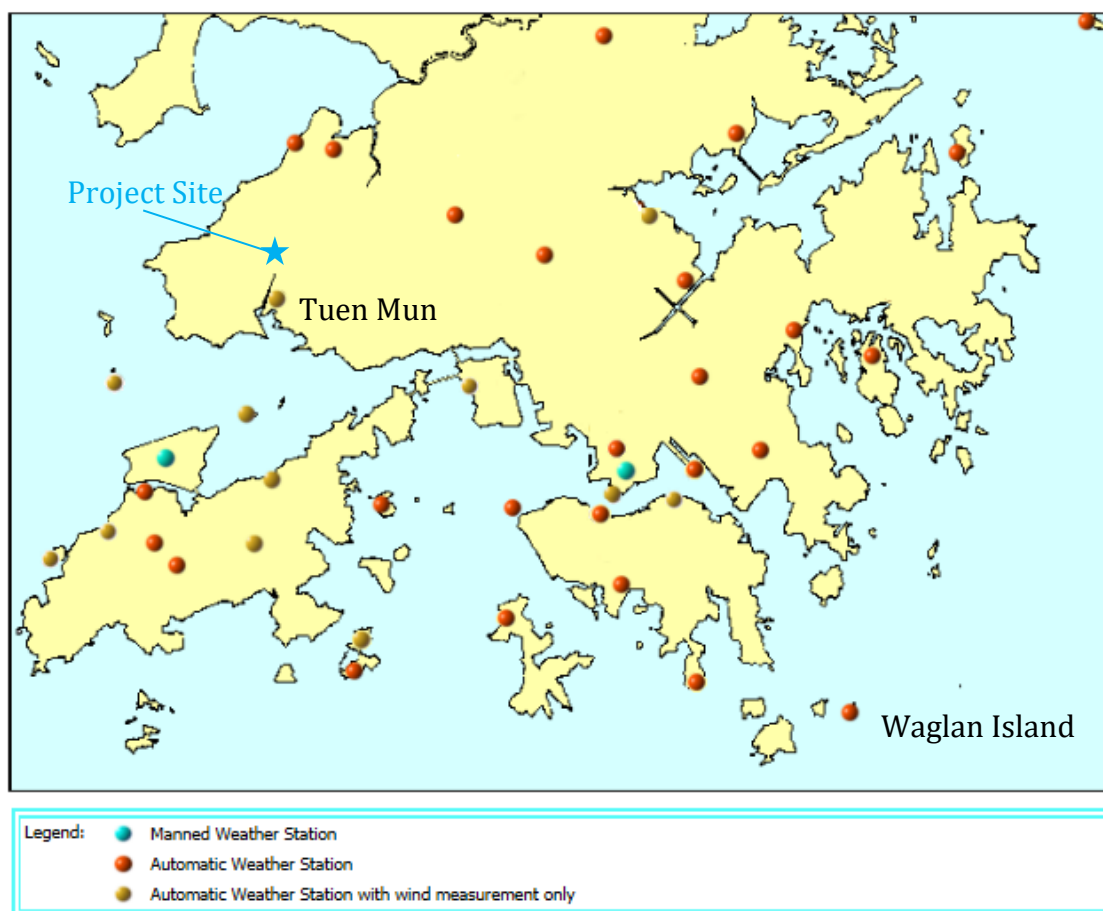 Project Site
Tuen Mun
Waglan Island
Legend:
Manned Weather Station
Automatic Weather Station
Automatic Weather Station with wind measurement only